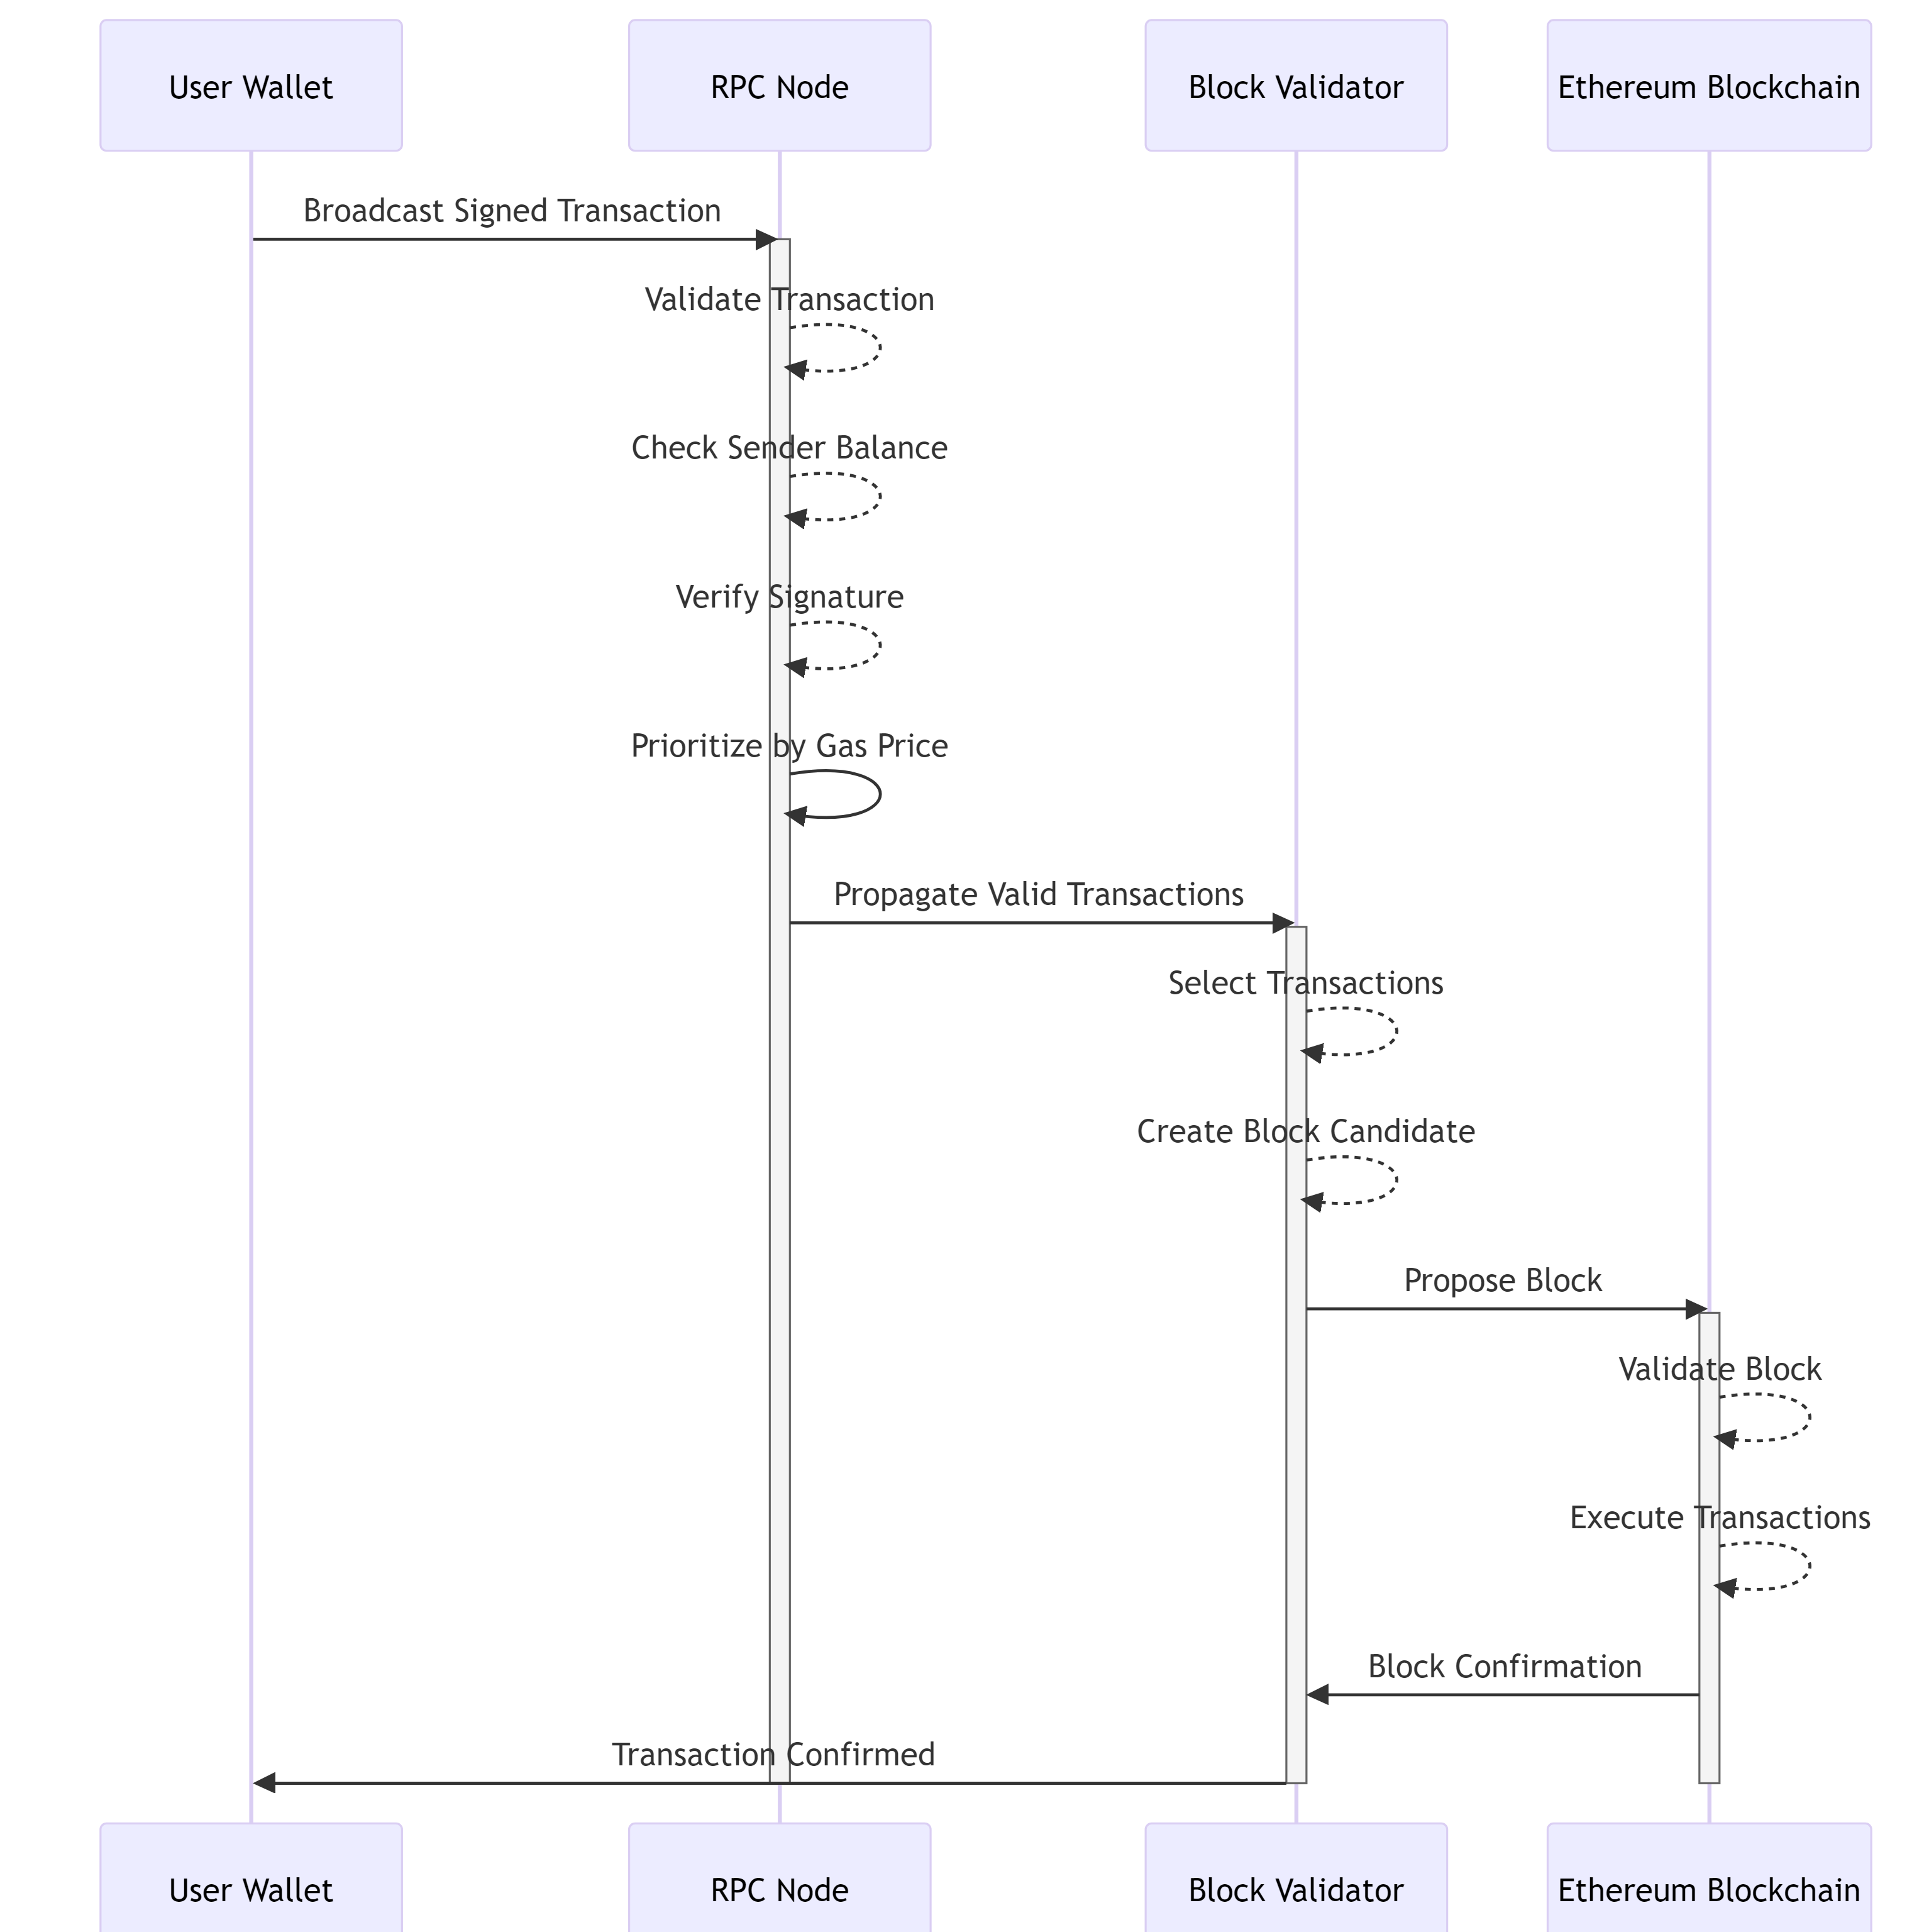 User Wallet
RPC Node
Block Validator
Ethereum Blockchain
Broadcast Signed Transaction
Validate Transaction
Check Sender Balance
Verify Signature
Prioritize by Gas Price
Propagate Valid Transactions
Select Transactions
Create Block Candidate
Propose Block
Validate Block
Execute Transactions
Block Confirmation
Transaction Confirmed
User Wallet
RPC Node
Block Validator
Ethereum Blockchain